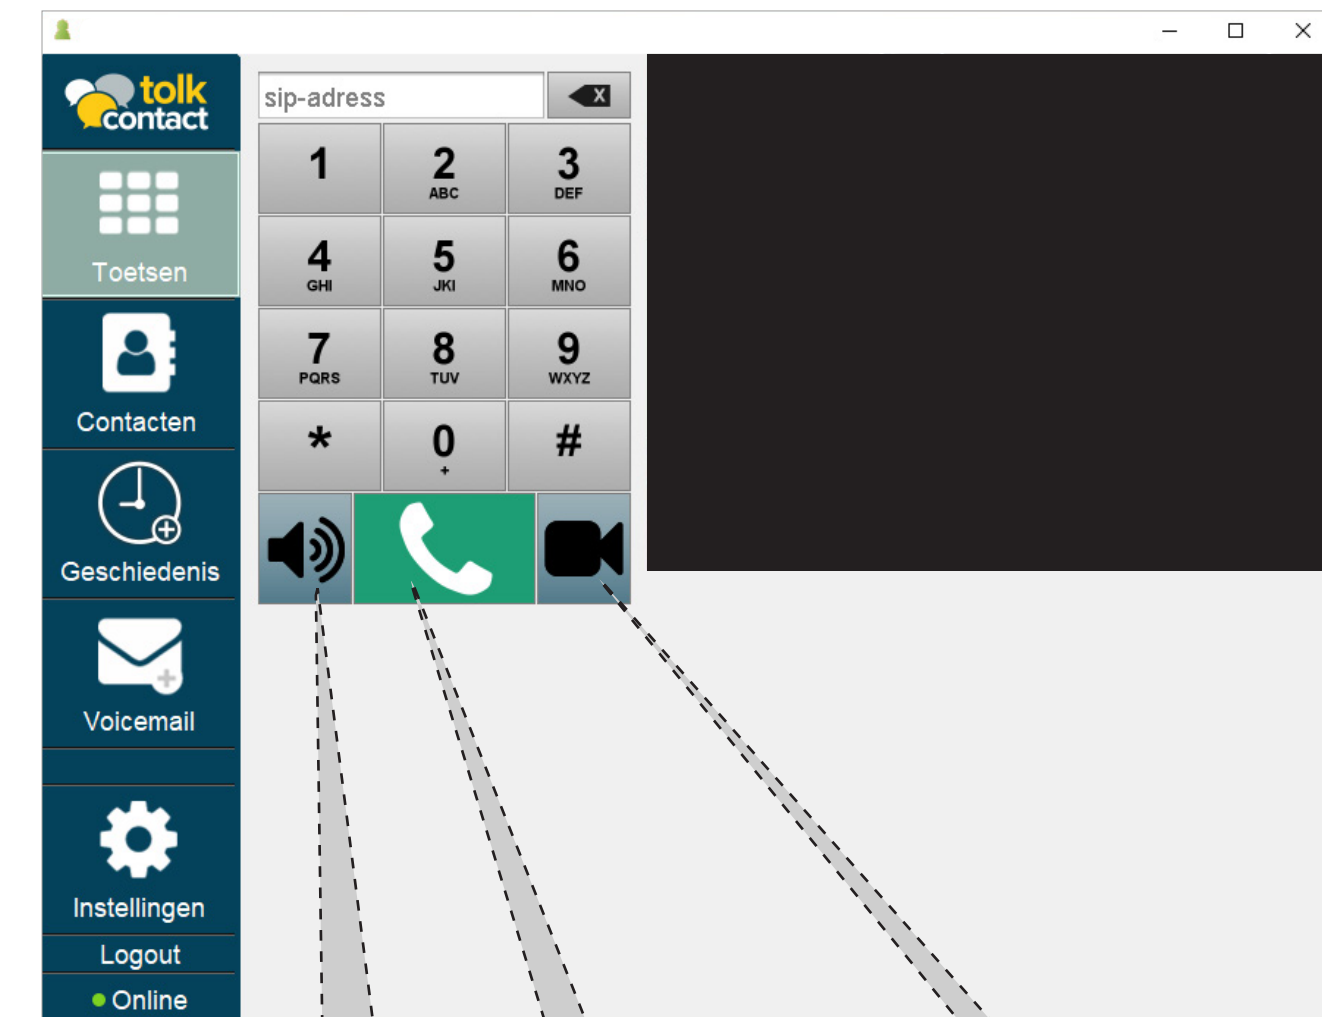 tolk
contact
sip-adress
X
1
2
ABC
3
DEF
4
GHI
5
JKI
6
MNO
7
PQRS
8
TUV
9
WXYZ
*
0
+
#
Toetsen
Contacten
Geschiedenis
Voicemail
Instellingen
Logout
Online